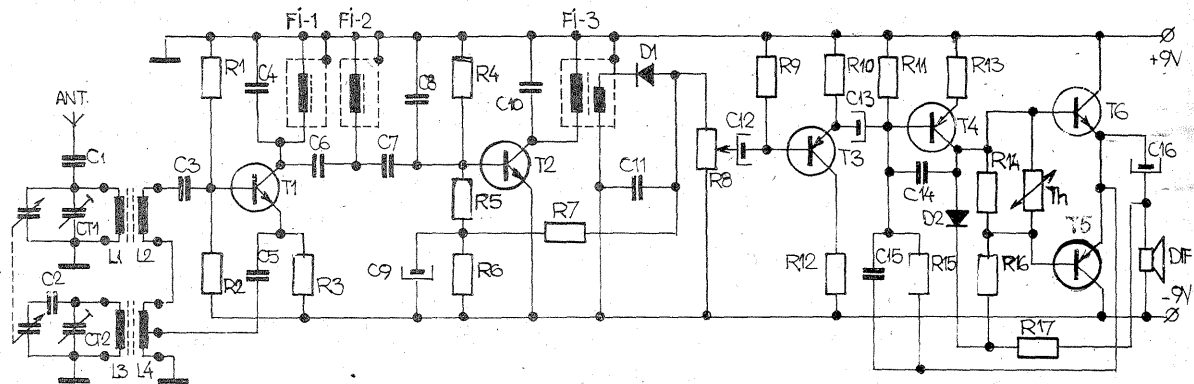 Fi-1 Fi-2 Fi-3
R1 C4 C8 R4 C10 D1 R9 R10 C13 R11 R13 +9V
ANT. T6
C1 C3 C6 C7 T2 C11 C12 T3 T4 C16
T1 R5 R8 C14 R14 Th
CT1 R7 D2 T5
L1 L2 C5 R2 R3 C9 R6 R12 C15 R15 R16 DIF
C2 -9V
CT2 R17
L3 L4